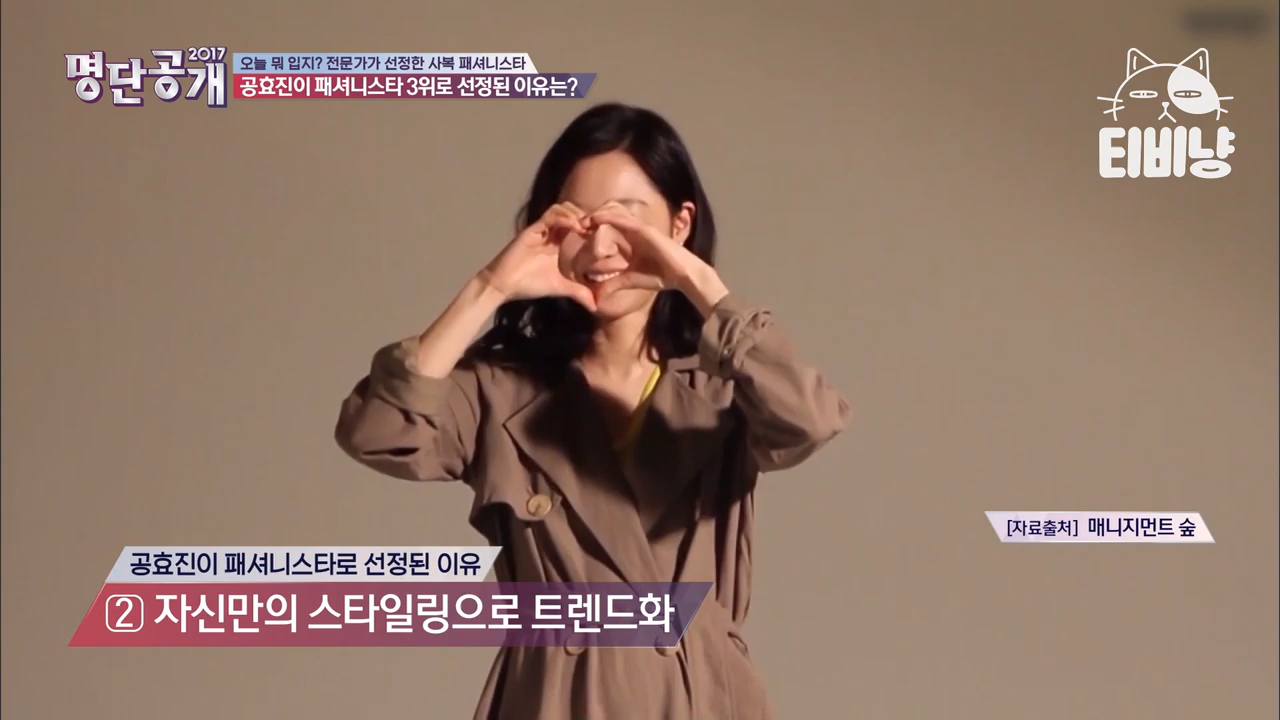 명단공개 2017
오늘 뭐 입지? 전문가가 선정한 사복 패셔니스타
공효진이 패셔니스타 3위로 선정된 이유는?
티비냥
[자료출처] 매니지먼트 숲
공효진이 패셔니스타로 선정된 이유
2 자신만의 스타일링으로 트렌드화